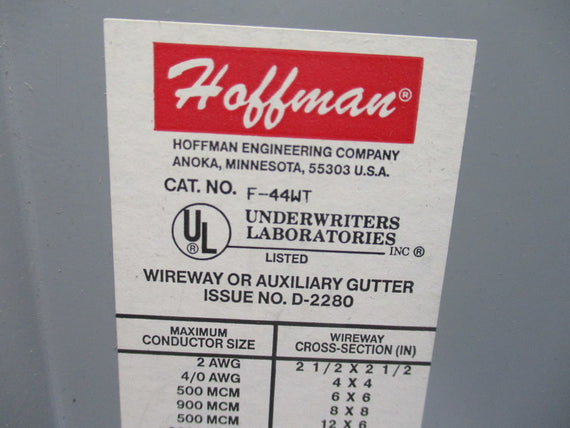 Hoffman®
HOFFMAN ENGINEERING COMPANY
ANOKA, MINNESOTA, 55303 U.S.A.
CAT. NO. F-44WT
UL® UNDERWRITERS
LABORATORIES INC®
LISTED
WIREWAY OR AUXILIARY GUTTER
ISSUE NO. D-2280
MAXIMUM WIREWAY
CONDUCTOR SIZE CROSS-SECTION (IN)
2 AWG 2 1/2 X 2 1/2
4/0 AWG 4 X 4
500 MCM 6 X 6
900 MCM 8 X 8
500 MCM 12 X 6